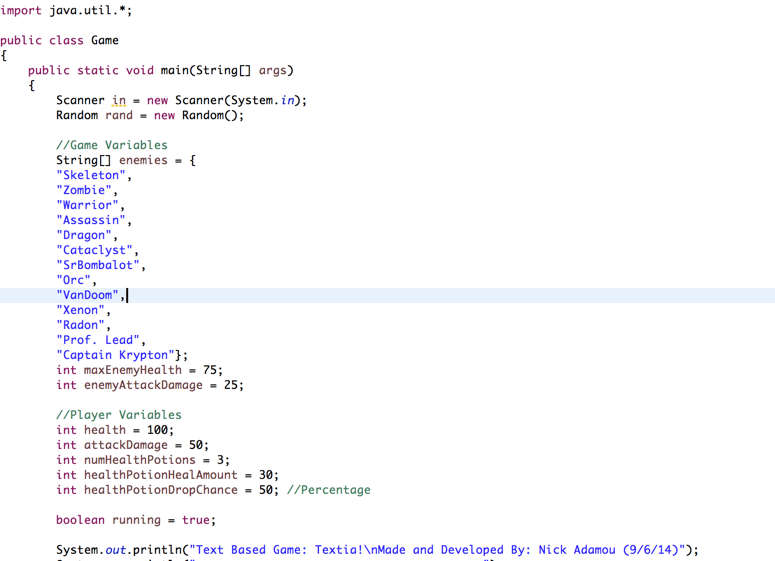 import java.util.*;
public class Game
{
public static void main(String[] args)
{
Scanner in = new Scanner(System.in);
Random rand = new Random();
//Game Variables
String[] enemies = {
"Skeleton",
"Zombie",
"Warrior",
"Assassin",
"Dragon",
"Cataclyst",
"SrBombalot",
"Orc",
"VanDoom",
"Xenon",
"Radon",
"Prof. Lead",
"Captain Krypton"};
int maxEnemyHealth = 75;
int enemyAttackDamage = 25;
//Player Variables
int health = 100;
int attackDamage = 50;
int numHealthPotions = 3;
int healthPotionHealAmount = 30;
int healthPotionDropChance = 50; //Percentage
boolean running = true;
System.out.println("Text Based Game: Textia!\nMade and Developed By: Nick Adamou (9/6/14)");